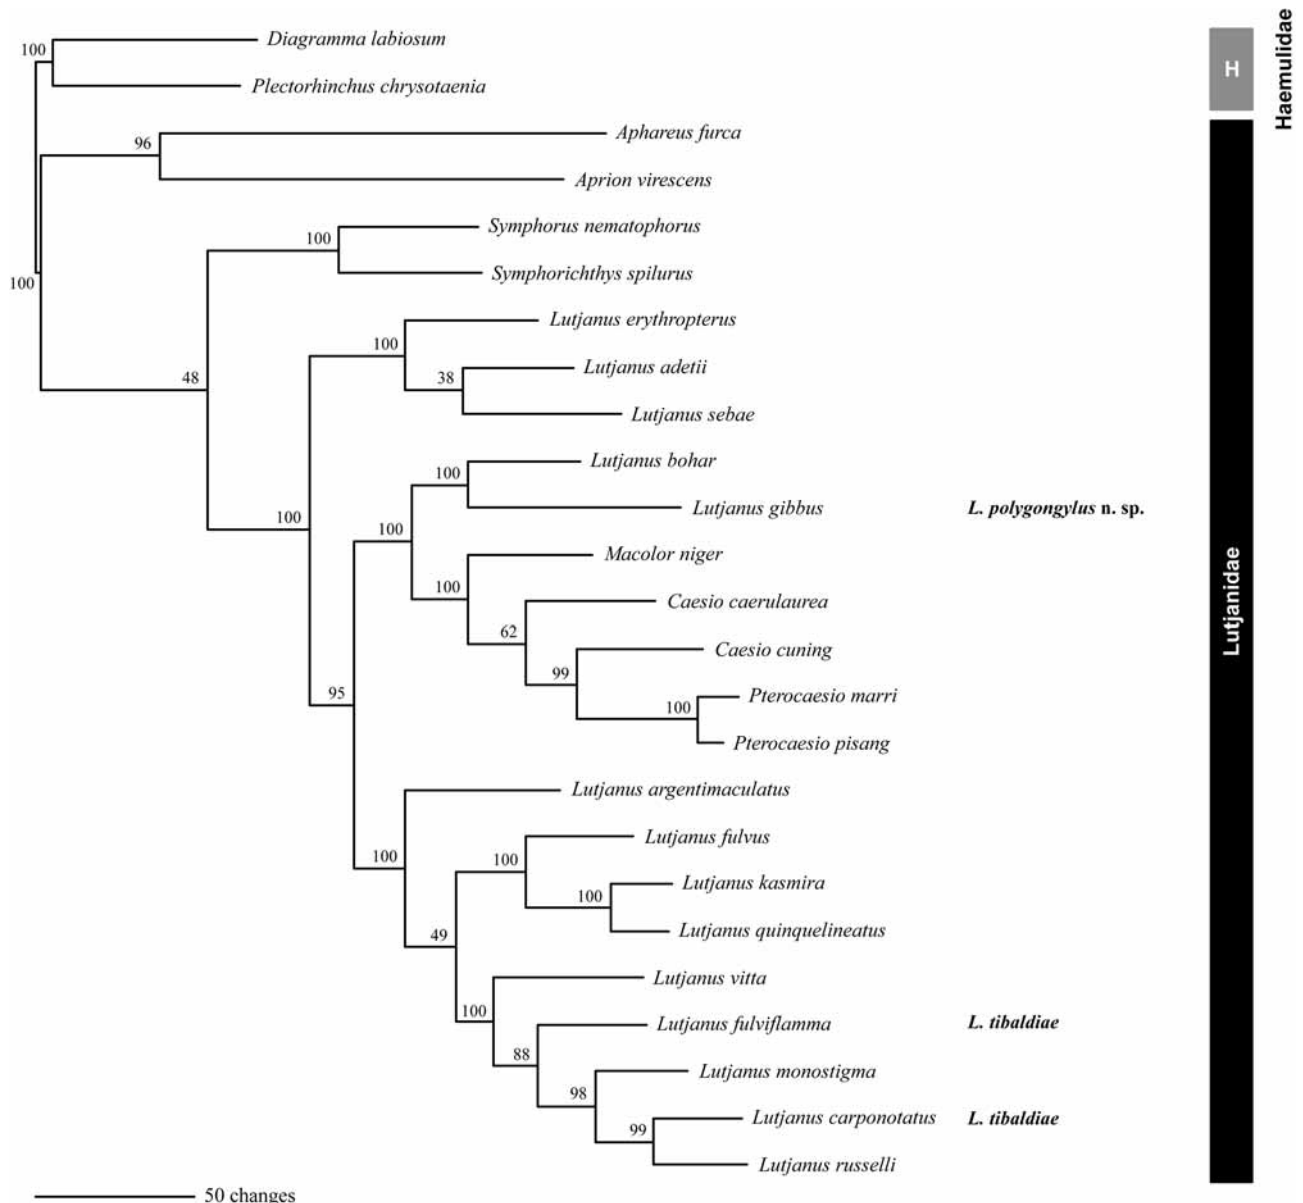 Haemulidae
100
Diagramma labiosum
H
Plectorhinchus chrysotaenia
96
Aphareus furca
Aprion virescens
100
Symphorus nematophorus
100
Symphorichthys spilurus
Lutjanus erythropterus
100
48
38
Lutjanus adetii
Lutjanus sebae
Lutjanus bohar
100
Lutjanus gibbus
L. polygongylus n. sp.
100
100
Macolor niger
100
Caesio caerulaurea
Lutjanidae
62
Caesio cuning
99
95
Pterocaesio marri
100
Pterocaesio pisang
Lutjanus argentimaculatus
100
Lutjanus fulvus
100
Lutjanus kasmira
100
Lutjanus quinquelineatus
49
Lutjanus vitta
100
Lutjanus fulviflamma
L. tibaldiae
88
Lutjanus monostigma
98
Lutjanus carponotatus
L. tibaldiae
99
Lutjanus russelli
50 changes